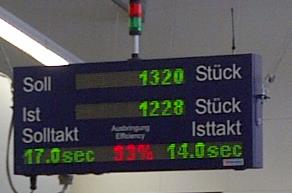 Soll 1320 Stück
Ist 1228 Stück
Solltakt Ausbringung Isttakt
Efficiency
17.0sec 93% 14.0sec